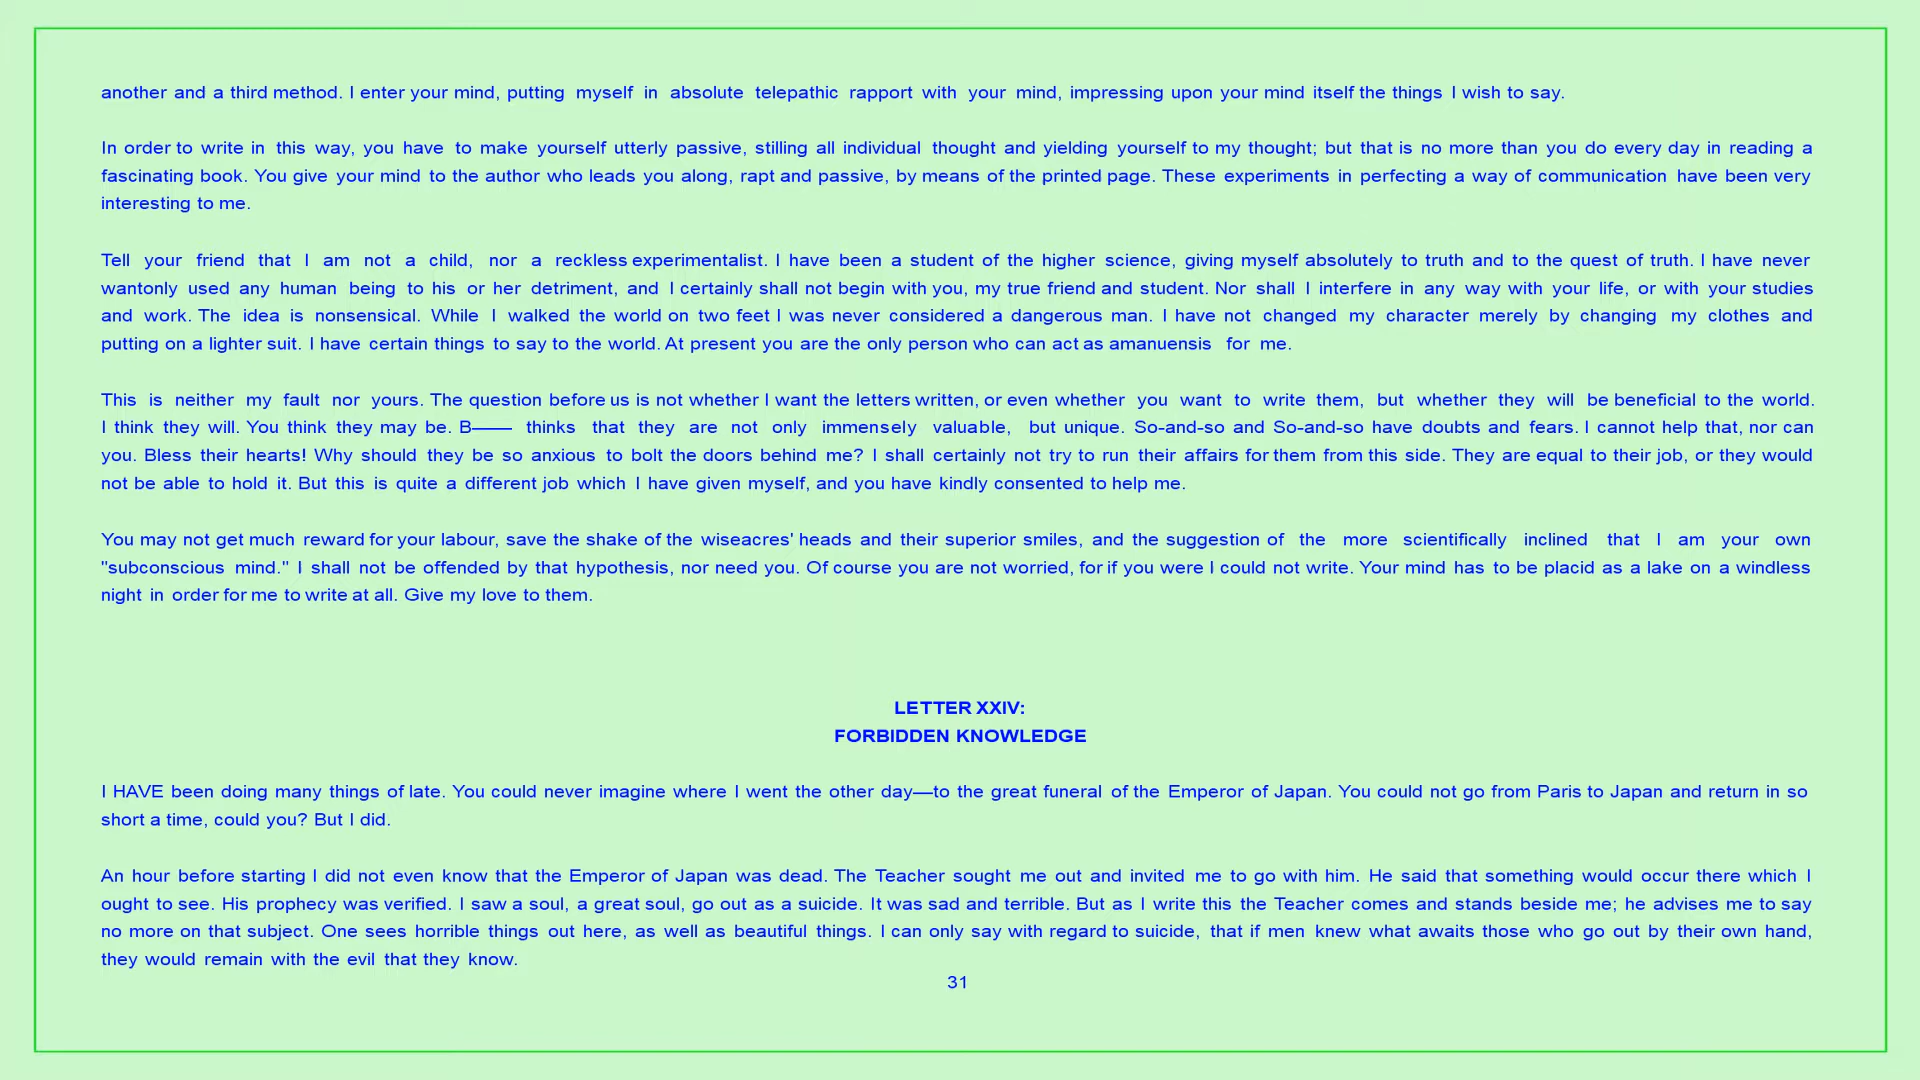 another and a third method. I enter your mind, putting myself in absolute telepathic rapport with your mind, impressing upon your mind itself the things I wish to say.
In order to write in this way, you have to make yourself utterly passive, stilling all individual thought and yielding yourself to my thought; but that is no more than you do every day in reading a
fascinating book. You give your mind to the author who leads you along, rapt and passive, by means of the printed page. These experiments in perfecting a way of communication have been very
interesting to me.
Tell your friend that I am not a child, nor a reckless experimentalist. I have been a student of the higher science, giving myself absolutely to truth and to the quest of truth. I have never
wantonly used any human being to his or her detriment, and I certainly shall not begin with you, my true friend and student. Nor shall I interfere in any way with your life, or with your studies
and work. The idea is nonsensical. While I walked the world on two feet I was never considered a dangerous man. I have not changed my character merely by changing my clothes and
putting on a lighter suit. I have certain things to say to the world. At present you are the only person who can act as amanuensis for me.
This is neither my fault nor yours. The question before us is not whether I want the letters written, or even whether you want to write them, but whether they will be beneficial to the world.
I think they will. You think they may be. B—— thinks that they are not only immensely valuable, but unique. So-and-so and So-and-so have doubts and fears. I cannot help that, nor can
you. Bless their hearts! Why should they be so anxious to bolt the doors behind me? I shall certainly not try to run their affairs for them from this side. They are equal to their job, or they would
not be able to hold it. But this is quite a different job which I have given myself, and you have kindly consented to help me.
You may not get much reward for your labour, save the shake of the wiseacres' heads and their superior smiles, and the suggestion of the more scientifically inclined that I am your own
"subconscious mind." I shall not be offended by that hypothesis, nor need you. Of course you are not worried, for if you were I could not write. Your mind has to be placid as a lake on a windless
night in order for me to write at all. Give my love to them.
LETTER XXIV:
FORBIDDEN KNOWLEDGE
I HAVE been doing many things of late. You could never imagine where I went the other day—to the great funeral of the Emperor of Japan. You could not go from Paris to Japan and return in so
short a time, could you? But I did.
An hour before starting I did not even know that the Emperor of Japan was dead. The Teacher sought me out and invited me to go with him. He said that something would occur there which I
ought to see. His prophecy was verified. I saw a soul, a great soul, go out as a suicide. It was sad and terrible. But as I write this the Teacher comes and stands beside me; he advises me to say
no more on that subject. One sees horrible things out here, as well as beautiful things. I can only say with regard to suicide, that if men knew what awaits those who go out by their own hand,
they would remain with the evil that they know.
31